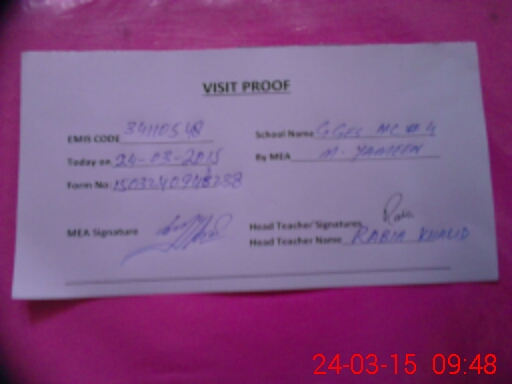 VISIT PROOF
EMIS CODE 34110548 School Name GGES MC # 4
Today on 24-03-2015 By MEA M. YAMEEN
Form No.
MEA Signature Head Teacher/Signatures
Head Teacher Name RABIA KHALID
24-03-15 09:48